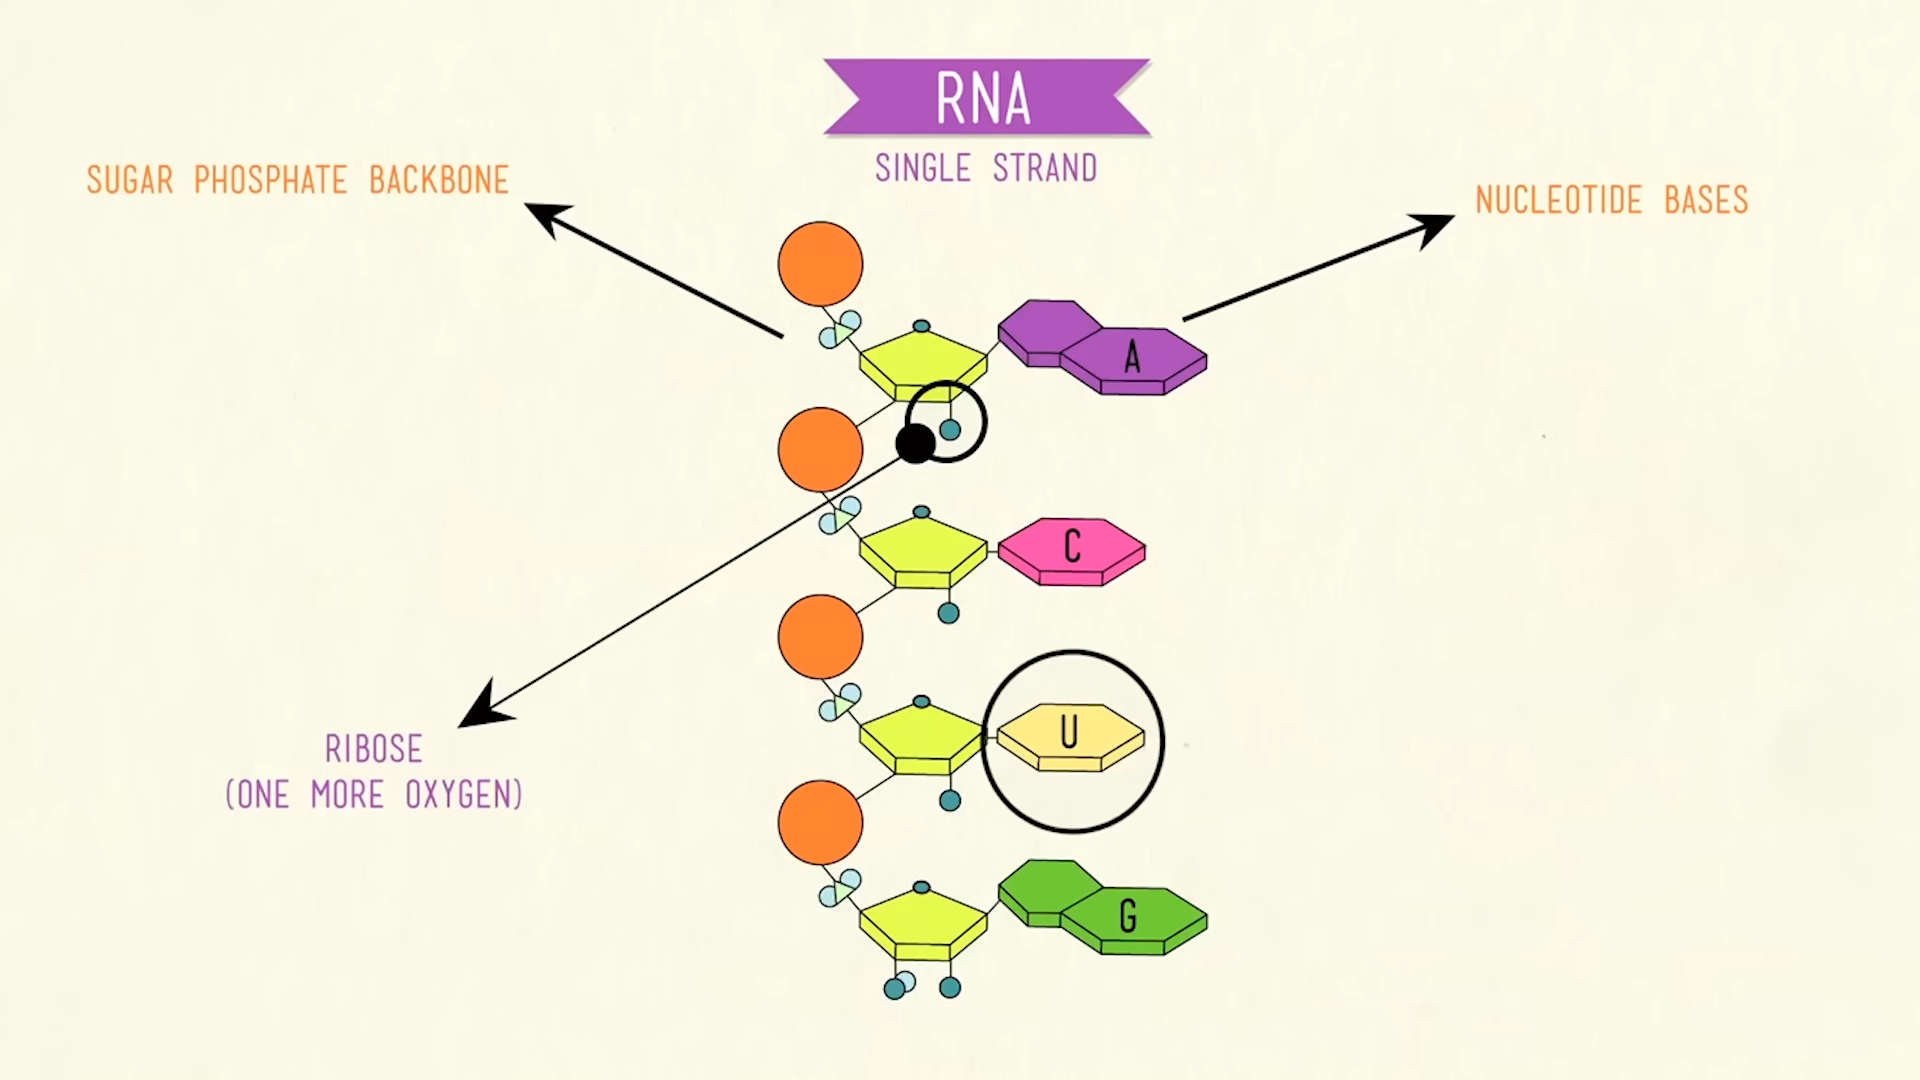 RNA
SINGLE STRAND
SUGAR PHOSPHATE BACKBONE
NUCLEOTIDE BASES
A
C
U
RIBOSE
(ONE MORE OXYGEN)
G